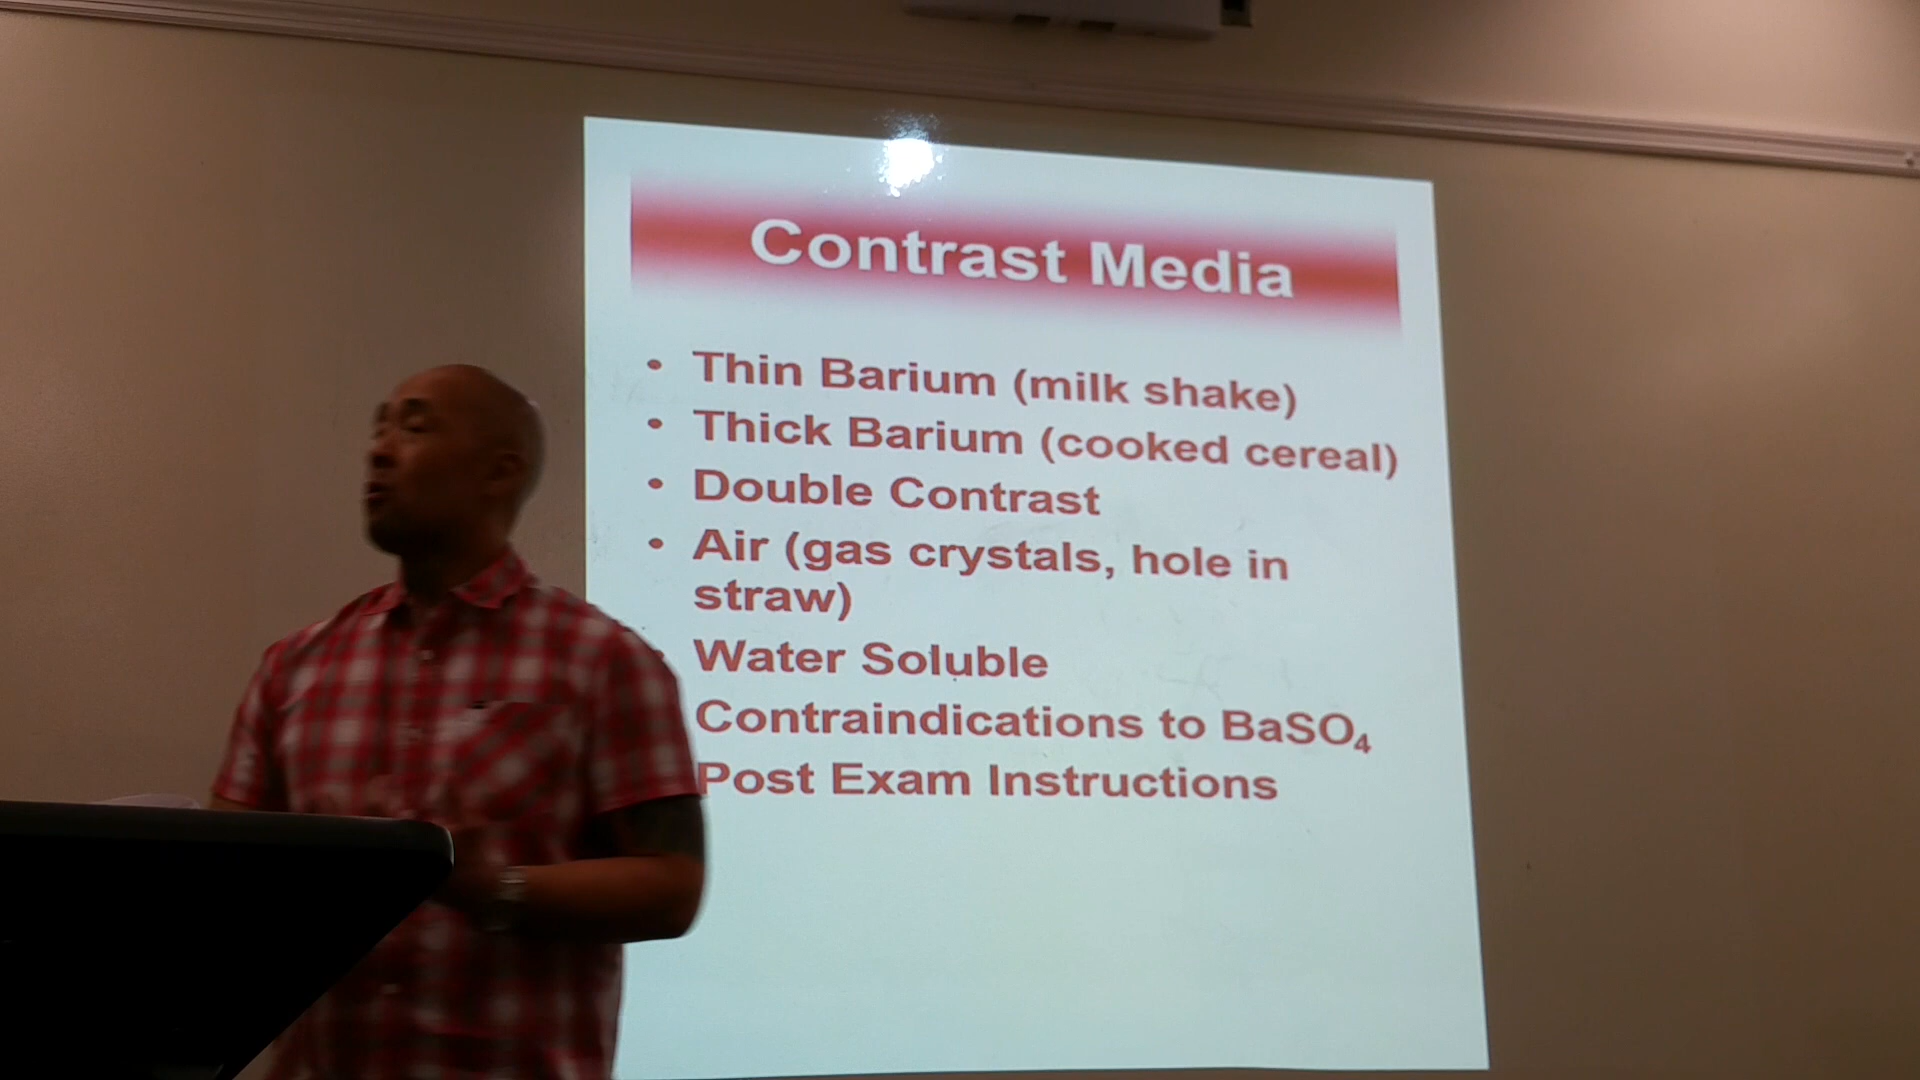 Contrast Media
• Thin Barium (milk shake)
• Thick Barium (cooked cereal)
• Double Contrast
• Air (gas crystals, hole in
straw)
Water Soluble
Contraindications to BaSO₄
Post Exam Instructions